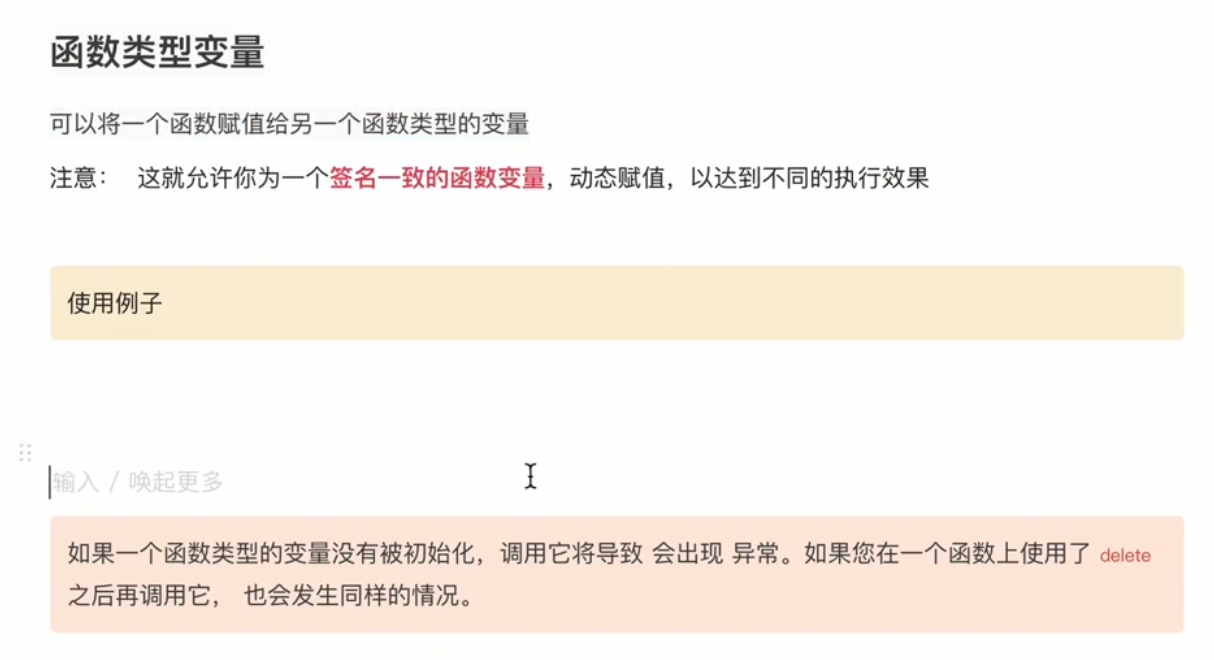 函数类型变量
可以将一个函数赋值给另一个函数类型的变量
注意： 这就允许你为一个签名一致的函数变量，动态赋值，以达到不同的执行效果
使用例子
输入 / 唤起更多
如果一个函数类型的变量没有被初始化，调用它将导致 会出现 异常。如果您在一个函数上使用了 delete
之后再调用它， 也会发生同样的情况。